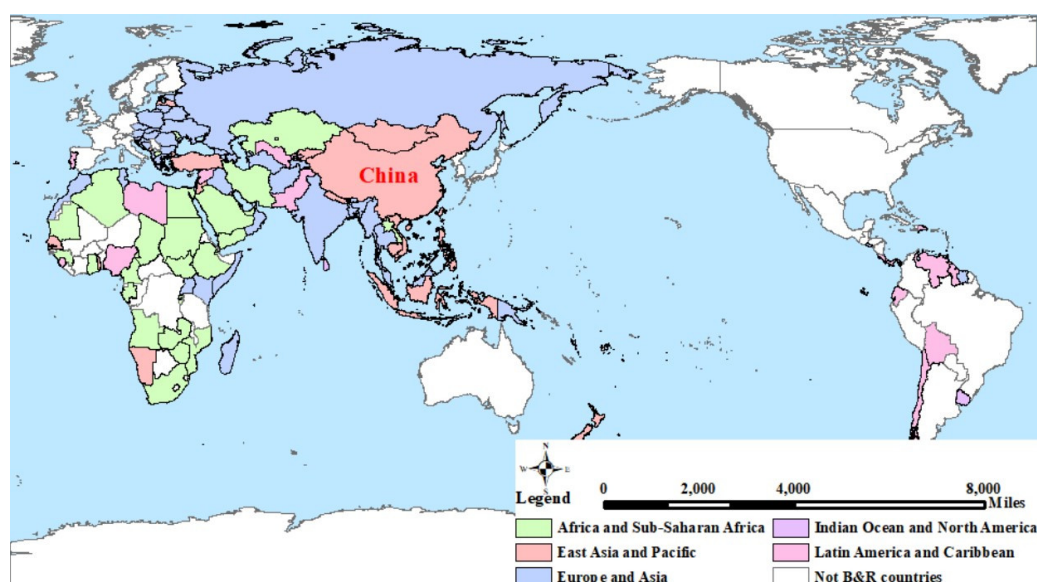 China
N
W E
S
Legend
0 2,000 4,000 8,000
Miles
Africa and Sub-Saharan Africa
East Asia and Pacific
Europe and Asia
Indian Ocean and North America
Latin America and Caribbean
Not B&R countries